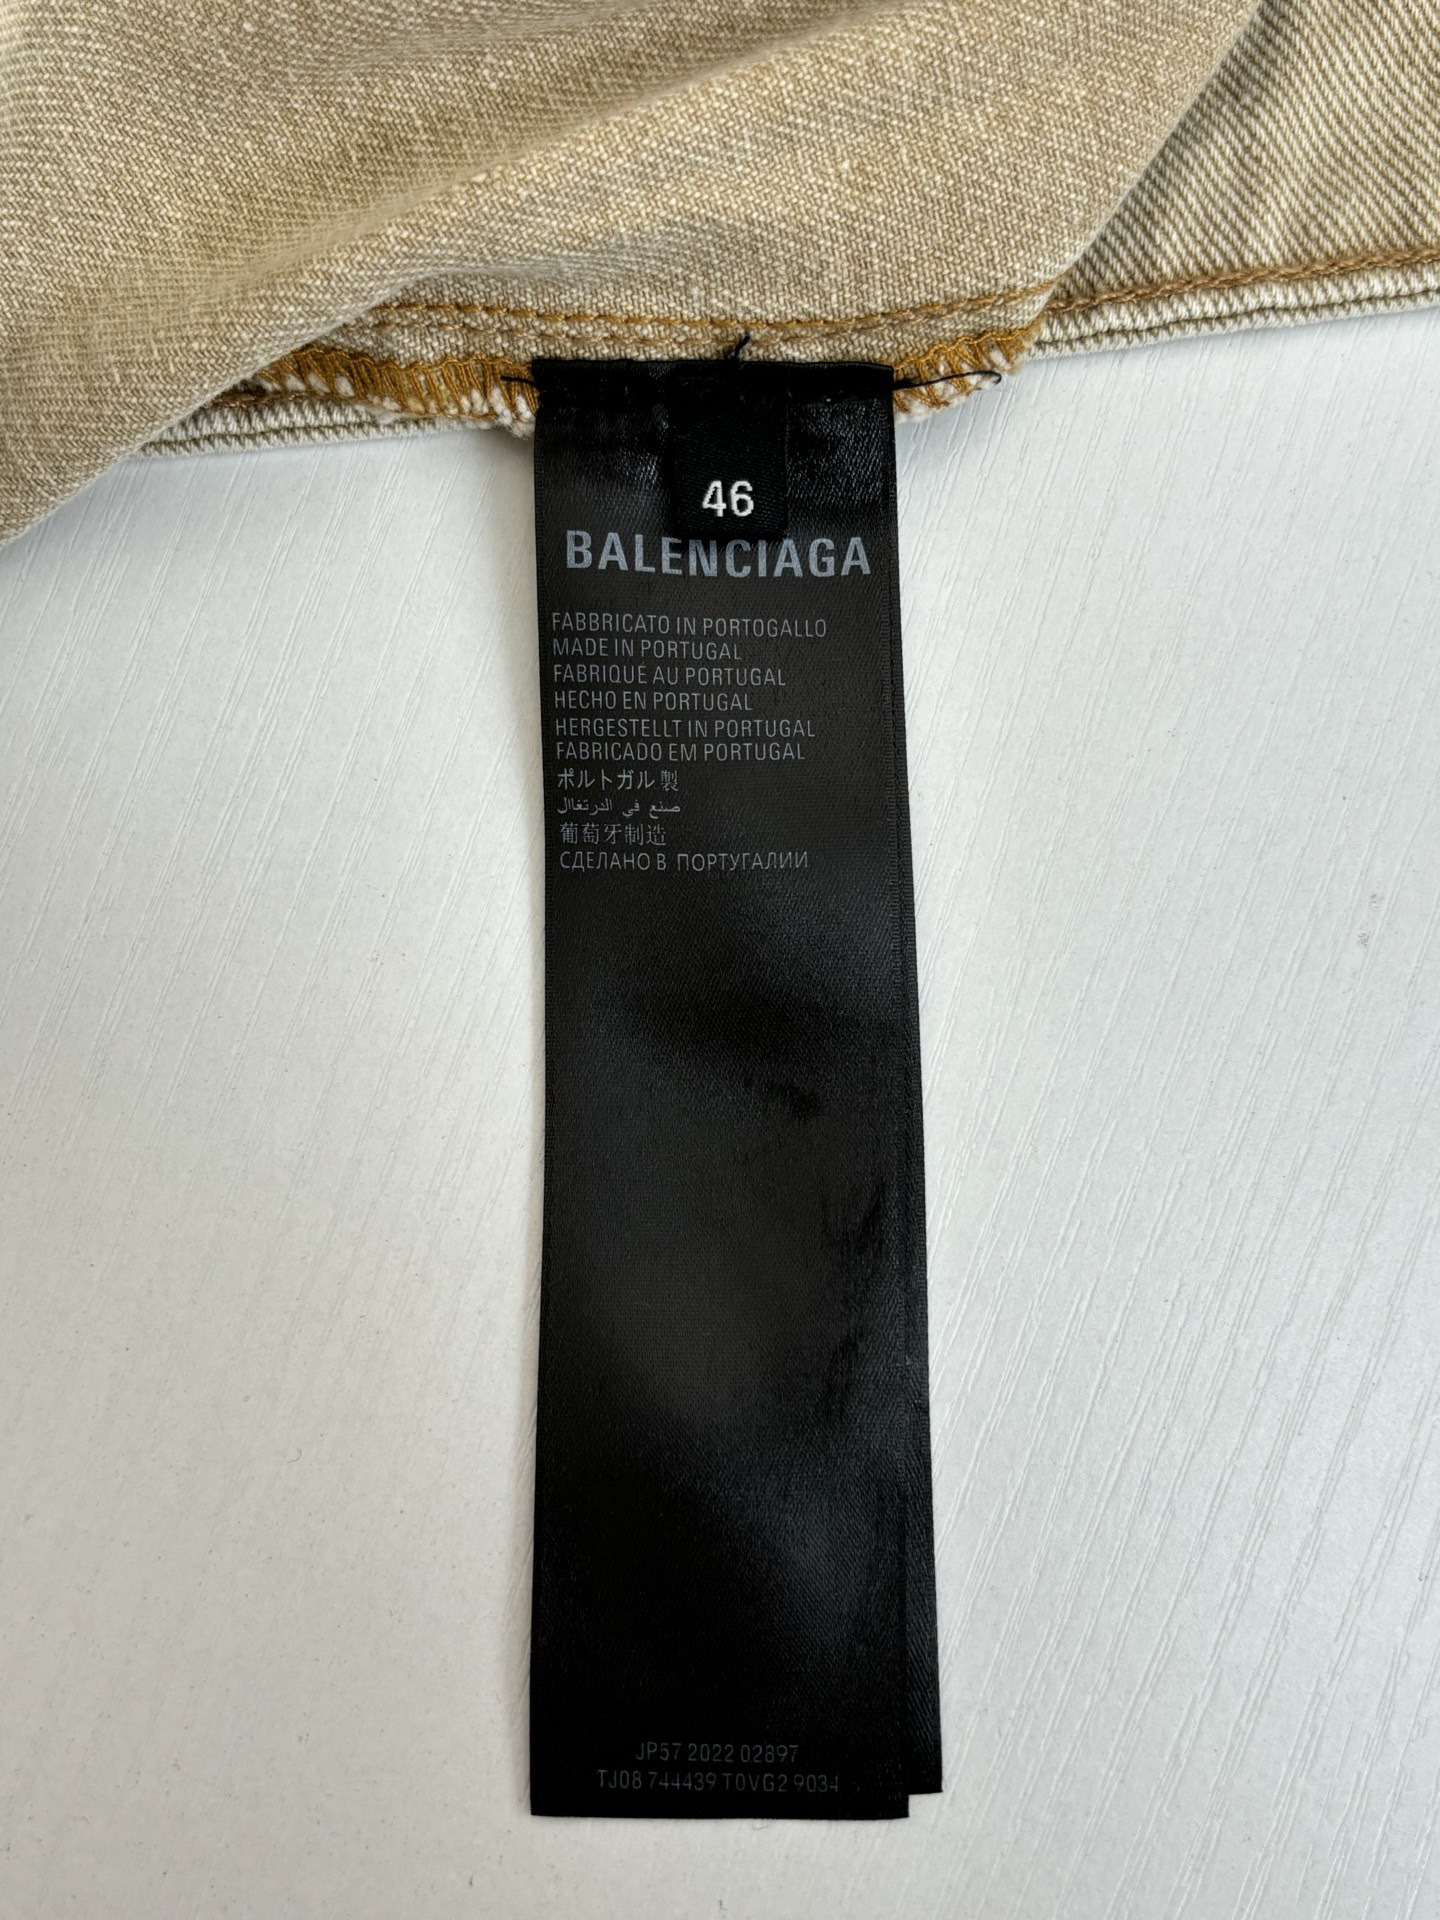 46
BALENCIAGA
FABBRICATO IN PORTOGALLO
MADE IN PORTUGAL
FABRIQUÉ AU PORTUGAL
HECHO EN PORTUGAL
HERGESTELLT IN PORTUGAL
FABRICADO EM PORTUGAL
ポルトガル製
صنع في الدرتغاال
葡萄牙制造
СДЕЛАНО В ПОРТУГАЛИИ
JP57 2022 02897
TJ08 744439 T0VG2 9034